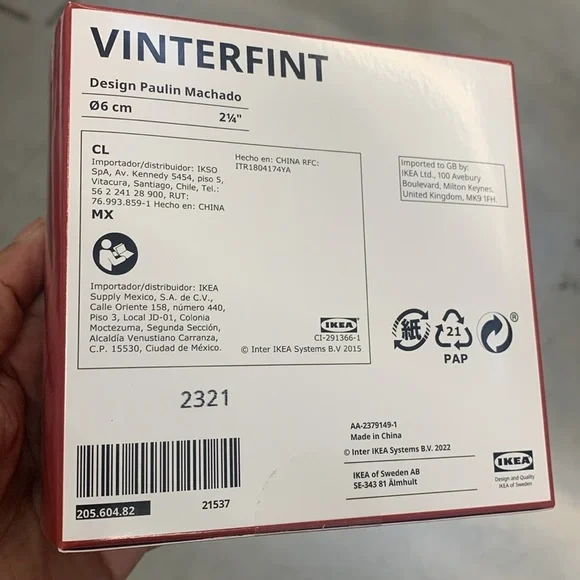 VINTERFINT
Design Paulin Machado
Ø6 cm 2¼"
CL
Importador/distribuidor: IKSO
SpA, Av. Kennedy 5454, piso 5,
Vitacura, Santiago, Chile, Tel.:
56 2 241 28 900, RUT:
76.993.859-1 Hecho en: CHINA
MX
Hecho en: CHINA RFC:
ITR1804174YA
Importador/distribuidor: IKEA
Supply Mexico, S.A. de C.V.,
Calle Oriente 158, número 440,
Piso 3, Local JD-01, Colonia
Moctezuma, Segunda Sección,
Alcaldía Venustiano Carranza,
C.P. 15530, Ciudad de México.
IKEA
CI-291366-1
© Inter IKEA Systems B.V 2015
Imported to GB by:
IKEA Ltd., 100 Avebury
Boulevard, Milton Keynes,
United Kingdom, MK9 1FH.
紙
21
PAP
®
2321
205.604.82
21537
AA-2379149-1
Made in China
© Inter IKEA Systems B.V. 2022
IKEA of Sweden AB
SE-343 81 Älmhult
IKEA
Design and Quality
IKEA of Sweden